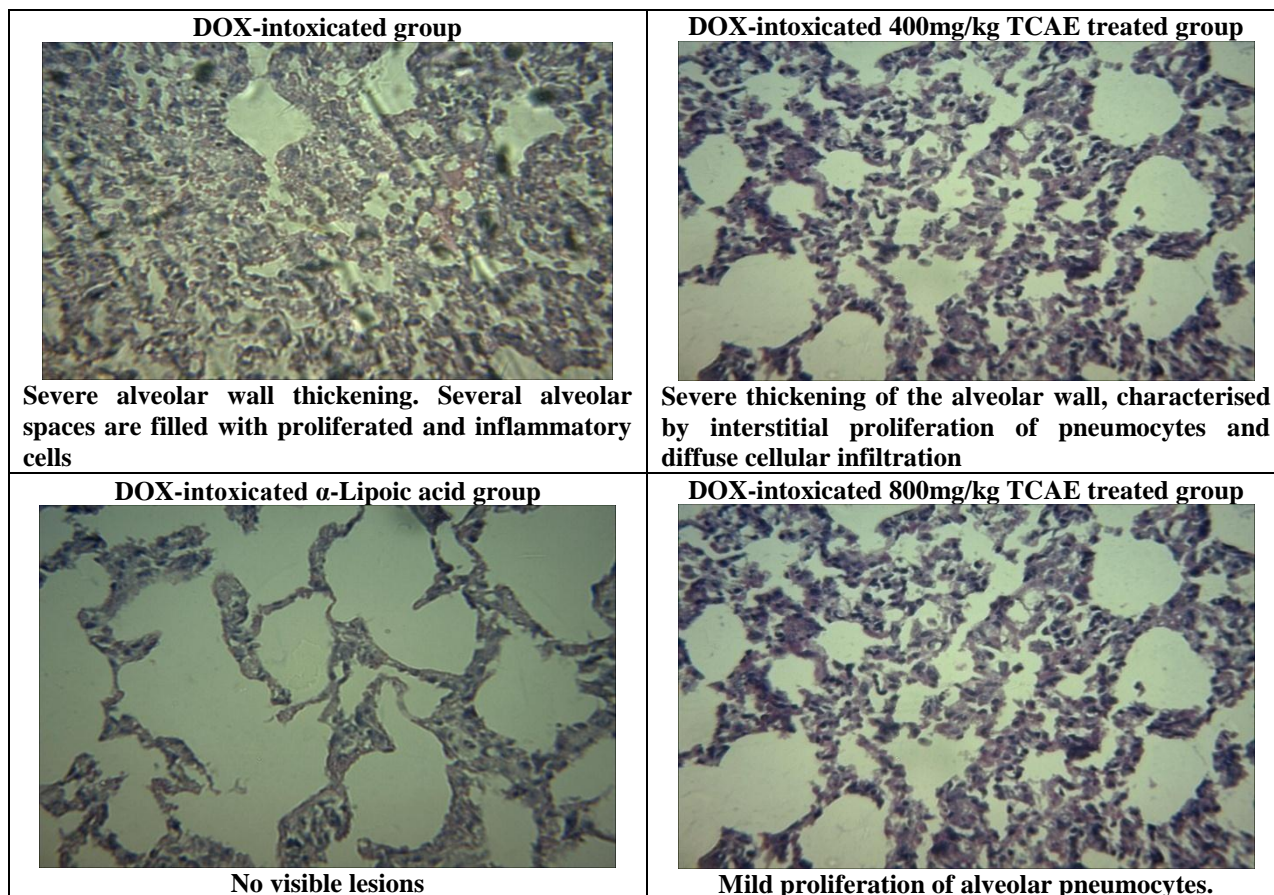 DOX-intoxicated group
Severe alveolar wall thickening. Several alveolar
spaces are filled with proliferated and inflammatory
cells
DOX-intoxicated 400mg/kg TCAE treated group
Severe thickening of the alveolar wall, characterised
by interstitial proliferation of pneumocytes and
diffuse cellular infiltration
DOX-intoxicated α-Lipoic acid group
No visible lesions
DOX-intoxicated 800mg/kg TCAE treated group
Mild proliferation of alveolar pneumocytes.